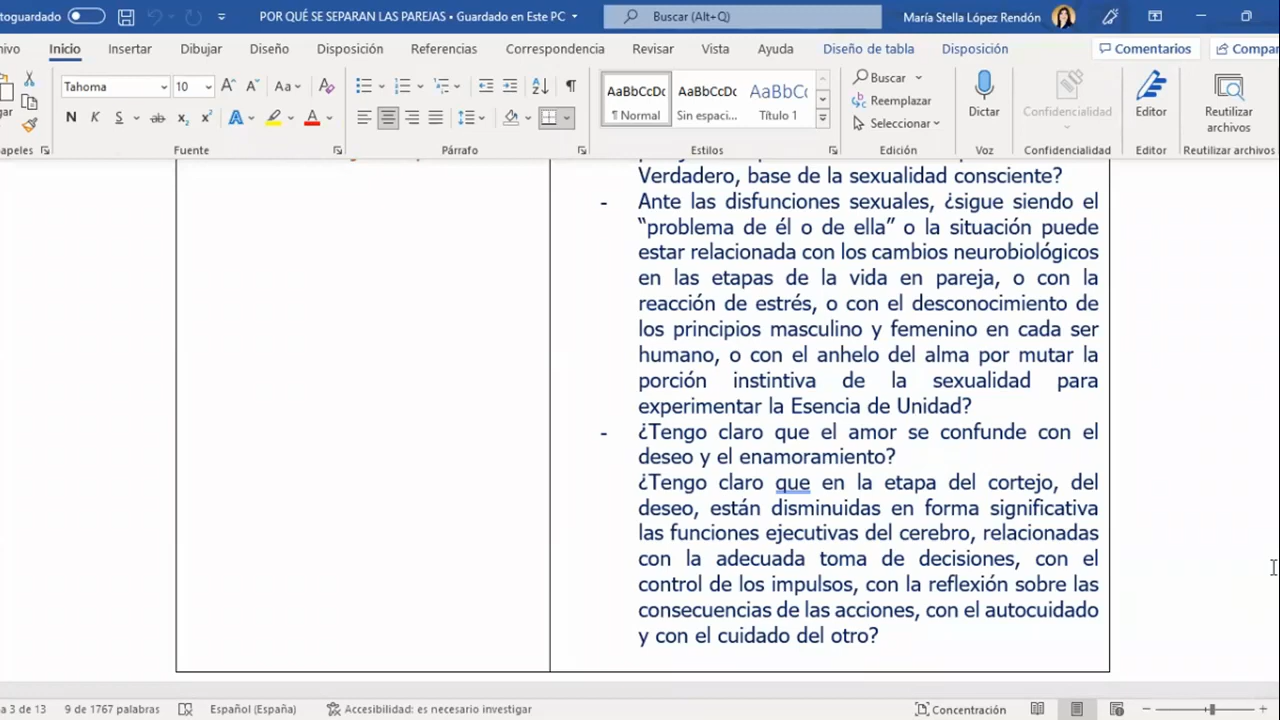 toguardado
POR QUÉ SE SEPARAN LAS PAREJAS • Guardado en Este PC
Buscar (Alt+Q)
María Stella López Rendón
Inicio Insertar Dibujar Diseño Disposición Referencias Correspondencia Revisar Vista Ayuda Diseño de tabla Disposición Comentarios
Tahoma 10 Aa
N K S ab x₂ x² A A
AaBbCcDc AaBbCcDc AaBbCc
¶ Normal Sin espaci... Título 1
Buscar
Reemplazar
Seleccionar
Dictar
Confidencialidad
Editor
Reutilizar
archivos
Fuente Párrafo Estilos Edición Voz Confidencialidad Editor Reutilizar archivos
Verdadero, base de la sexualidad consciente?
- Ante las disfunciones sexuales, ¿sigue siendo el
“problema de él o de ella” o la situación puede
estar relacionada con los cambios neurobiológicos
en las etapas de la vida en pareja, o con la
reacción de estrés, o con el desconocimiento de
los principios masculino y femenino en cada ser
humano, o con el anhelo del alma por mutar la
porción instintiva de la sexualidad para
experimentar la Esencia de Unidad?
- ¿Tengo claro que el amor se confunde con el
deseo y el enamoramiento?
¿Tengo claro que en la etapa del cortejo, del
deseo, están disminuidas en forma significativa
las funciones ejecutivas del cerebro, relacionadas
con la adecuada toma de decisiones, con el
control de los impulsos, con la reflexión sobre las
consecuencias de las acciones, con el autocuidado
y con el cuidado del otro?
a 3 de 13 9 de 1767 palabras Español (España) Accesibilidad: es necesario investigar Concentración